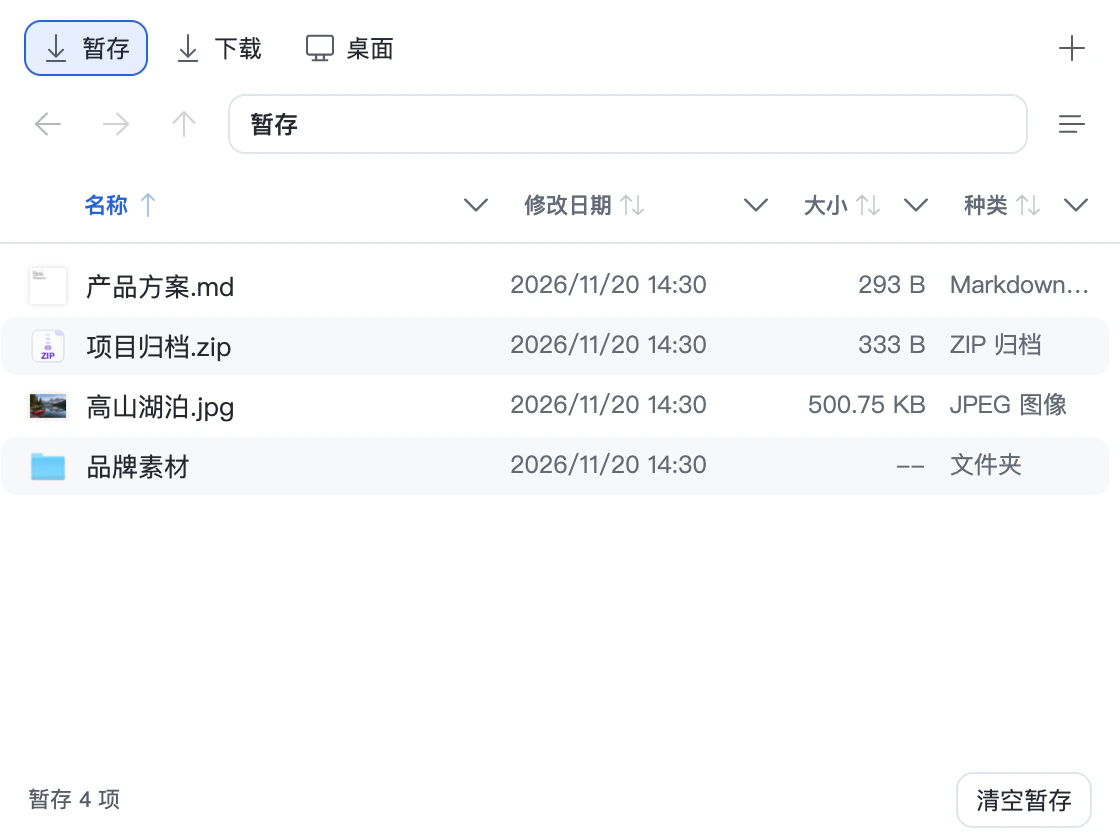 暂存 下载 桌面
暂存
名称 修改日期 大小 种类
产品方案.md 2026/11/20 14:30 293 B Markdown…
ZIP 项目归档.zip 2026/11/20 14:30 333 B ZIP 归档
高山湖泊.jpg 2026/11/20 14:30 500.75 KB JPEG 图像
品牌素材 2026/11/20 14:30 -- 文件夹
暂存 4 项 清空暂存